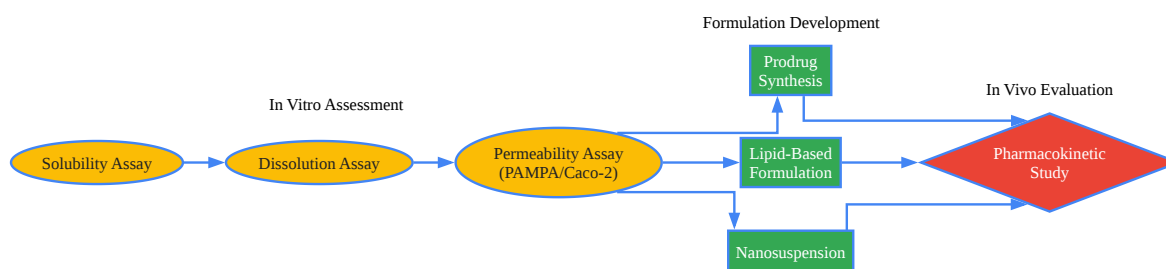 Formulation Development
Prodrug
Synthesis
In Vitro Assessment
In Vivo Evaluation
Solubility Assay
Dissolution Assay
Permeability Assay
(PAMPA/Caco-2)
Lipid-Based
Formulation
Pharmacokinetic
Study
Nanosuspension